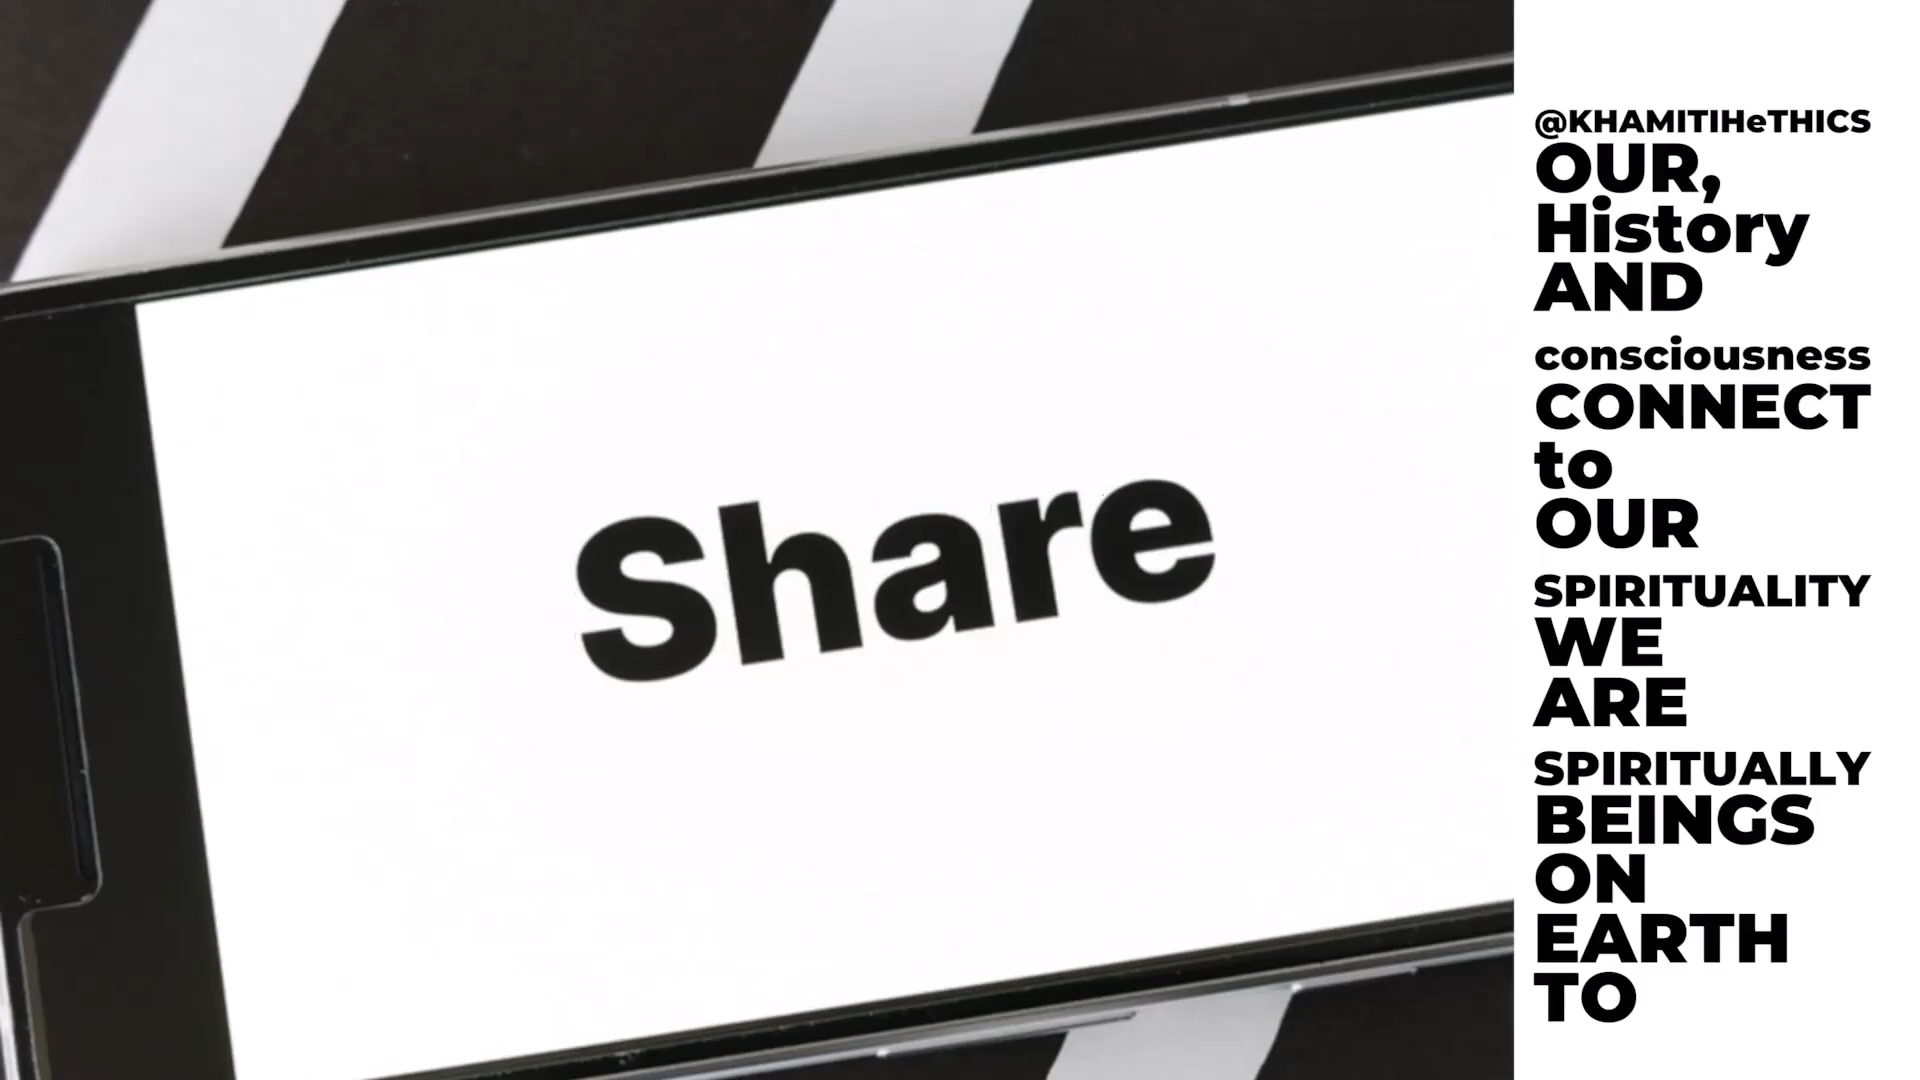 Share
@KHAMITIHeTHICS
OUR,
History
AND
consciousness
CONNECT
to
OUR
SPIRITUALITY
WE
ARE
SPIRITUALLY
BEINGS
ON
EARTH
TO